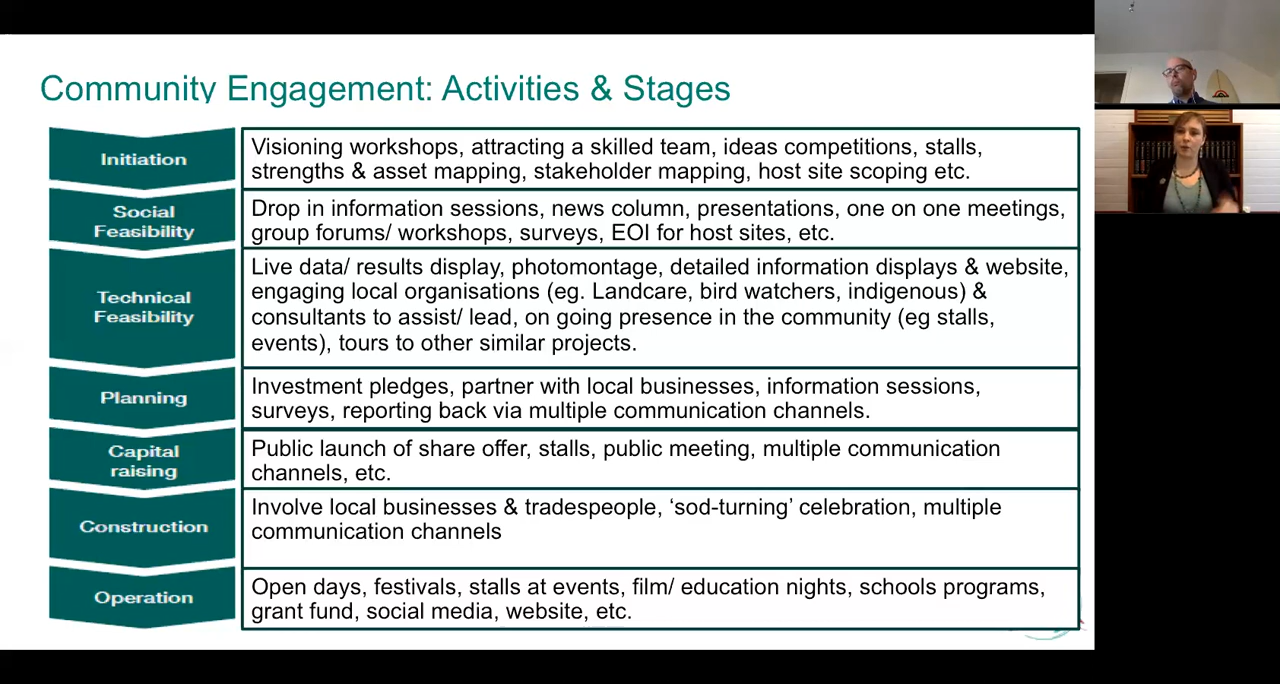 Community Engagement: Activities & Stages
Initiation
Visioning workshops, attracting a skilled team, ideas competitions, stalls,
strengths & asset mapping, stakeholder mapping, host site scoping etc.
Social
Feasibility
Drop in information sessions, news column, presentations, one on one meetings,
group forums/ workshops, surveys, EOI for host sites, etc.
Technical
Feasibility
Live data/ results display, photomontage, detailed information displays & website,
engaging local organisations (eg. Landcare, bird watchers, indigenous) &
consultants to assist/ lead, on going presence in the community (eg stalls,
events), tours to other similar projects.
Planning
Investment pledges, partner with local businesses, information sessions,
surveys, reporting back via multiple communication channels.
Capital
raising
Public launch of share offer, stalls, public meeting, multiple communication
channels, etc.
Construction
Involve local businesses & tradespeople, ‘sod-turning’ celebration, multiple
communication channels
Operation
Open days, festivals, stalls at events, film/ education nights, schools programs,
grant fund, social media, website, etc.